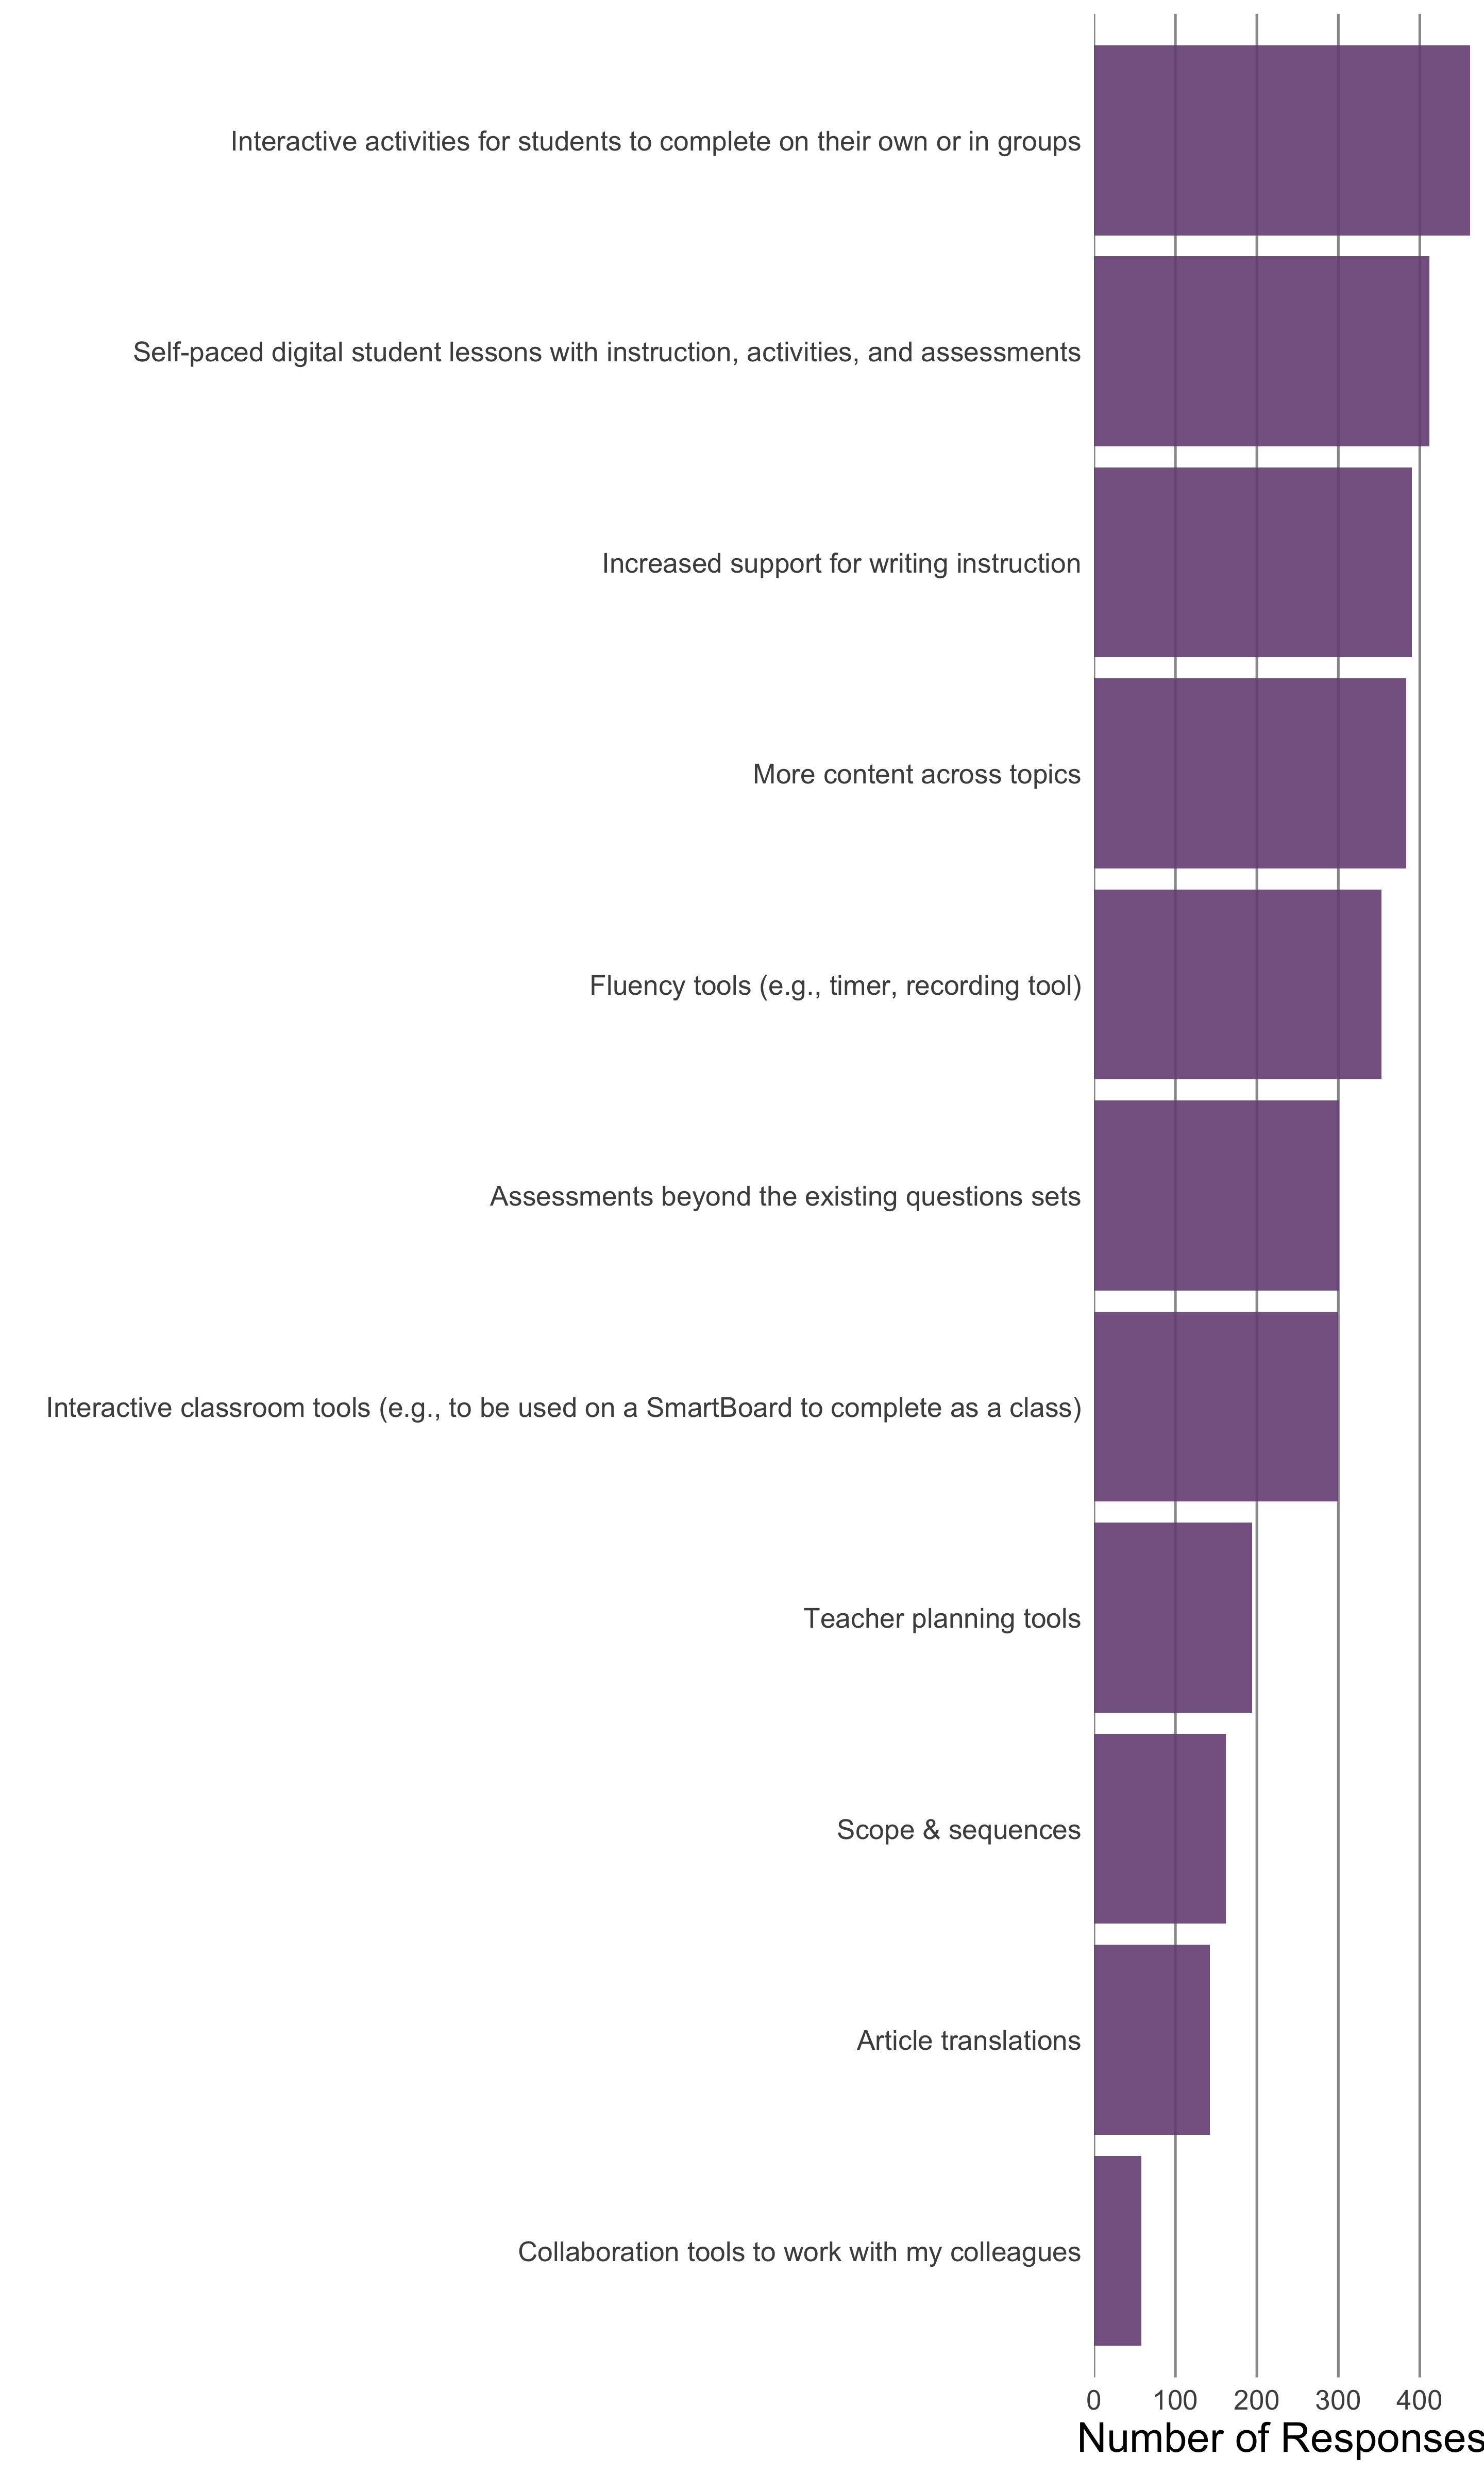 Interactive activities for students to complete on their own or in groups
Self-paced digital student lessons with instruction, activities, and assessments
Increased support for writing instruction
More content across topics
Fluency tools (e.g., timer, recording tool)
Assessments beyond the existing questions sets
Interactive classroom tools (e.g., to be used on a SmartBoard to complete as a class)
Teacher planning tools
Scope & sequences
Article translations
Collaboration tools to work with my colleagues
0 100 200 300 400
Number of Responses